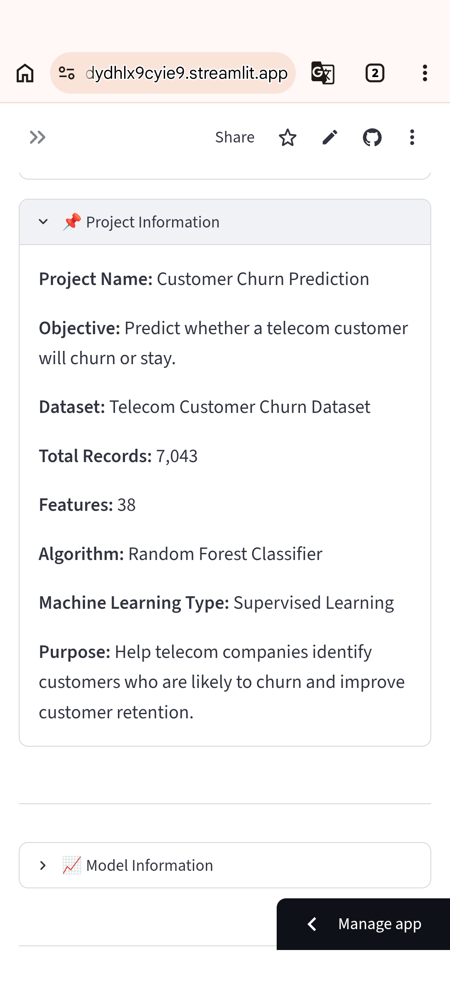 dydhlx9cyie9.streamlit.app
2
Share
📌 Project Information
Project Name: Customer Churn Prediction
Objective: Predict whether a telecom customer
will churn or stay.
Dataset: Telecom Customer Churn Dataset
Total Records: 7,043
Features: 38
Algorithm: Random Forest Classifier
Machine Learning Type: Supervised Learning
Purpose: Help telecom companies identify
customers who are likely to churn and improve
customer retention.
📈 Model Information
Manage app